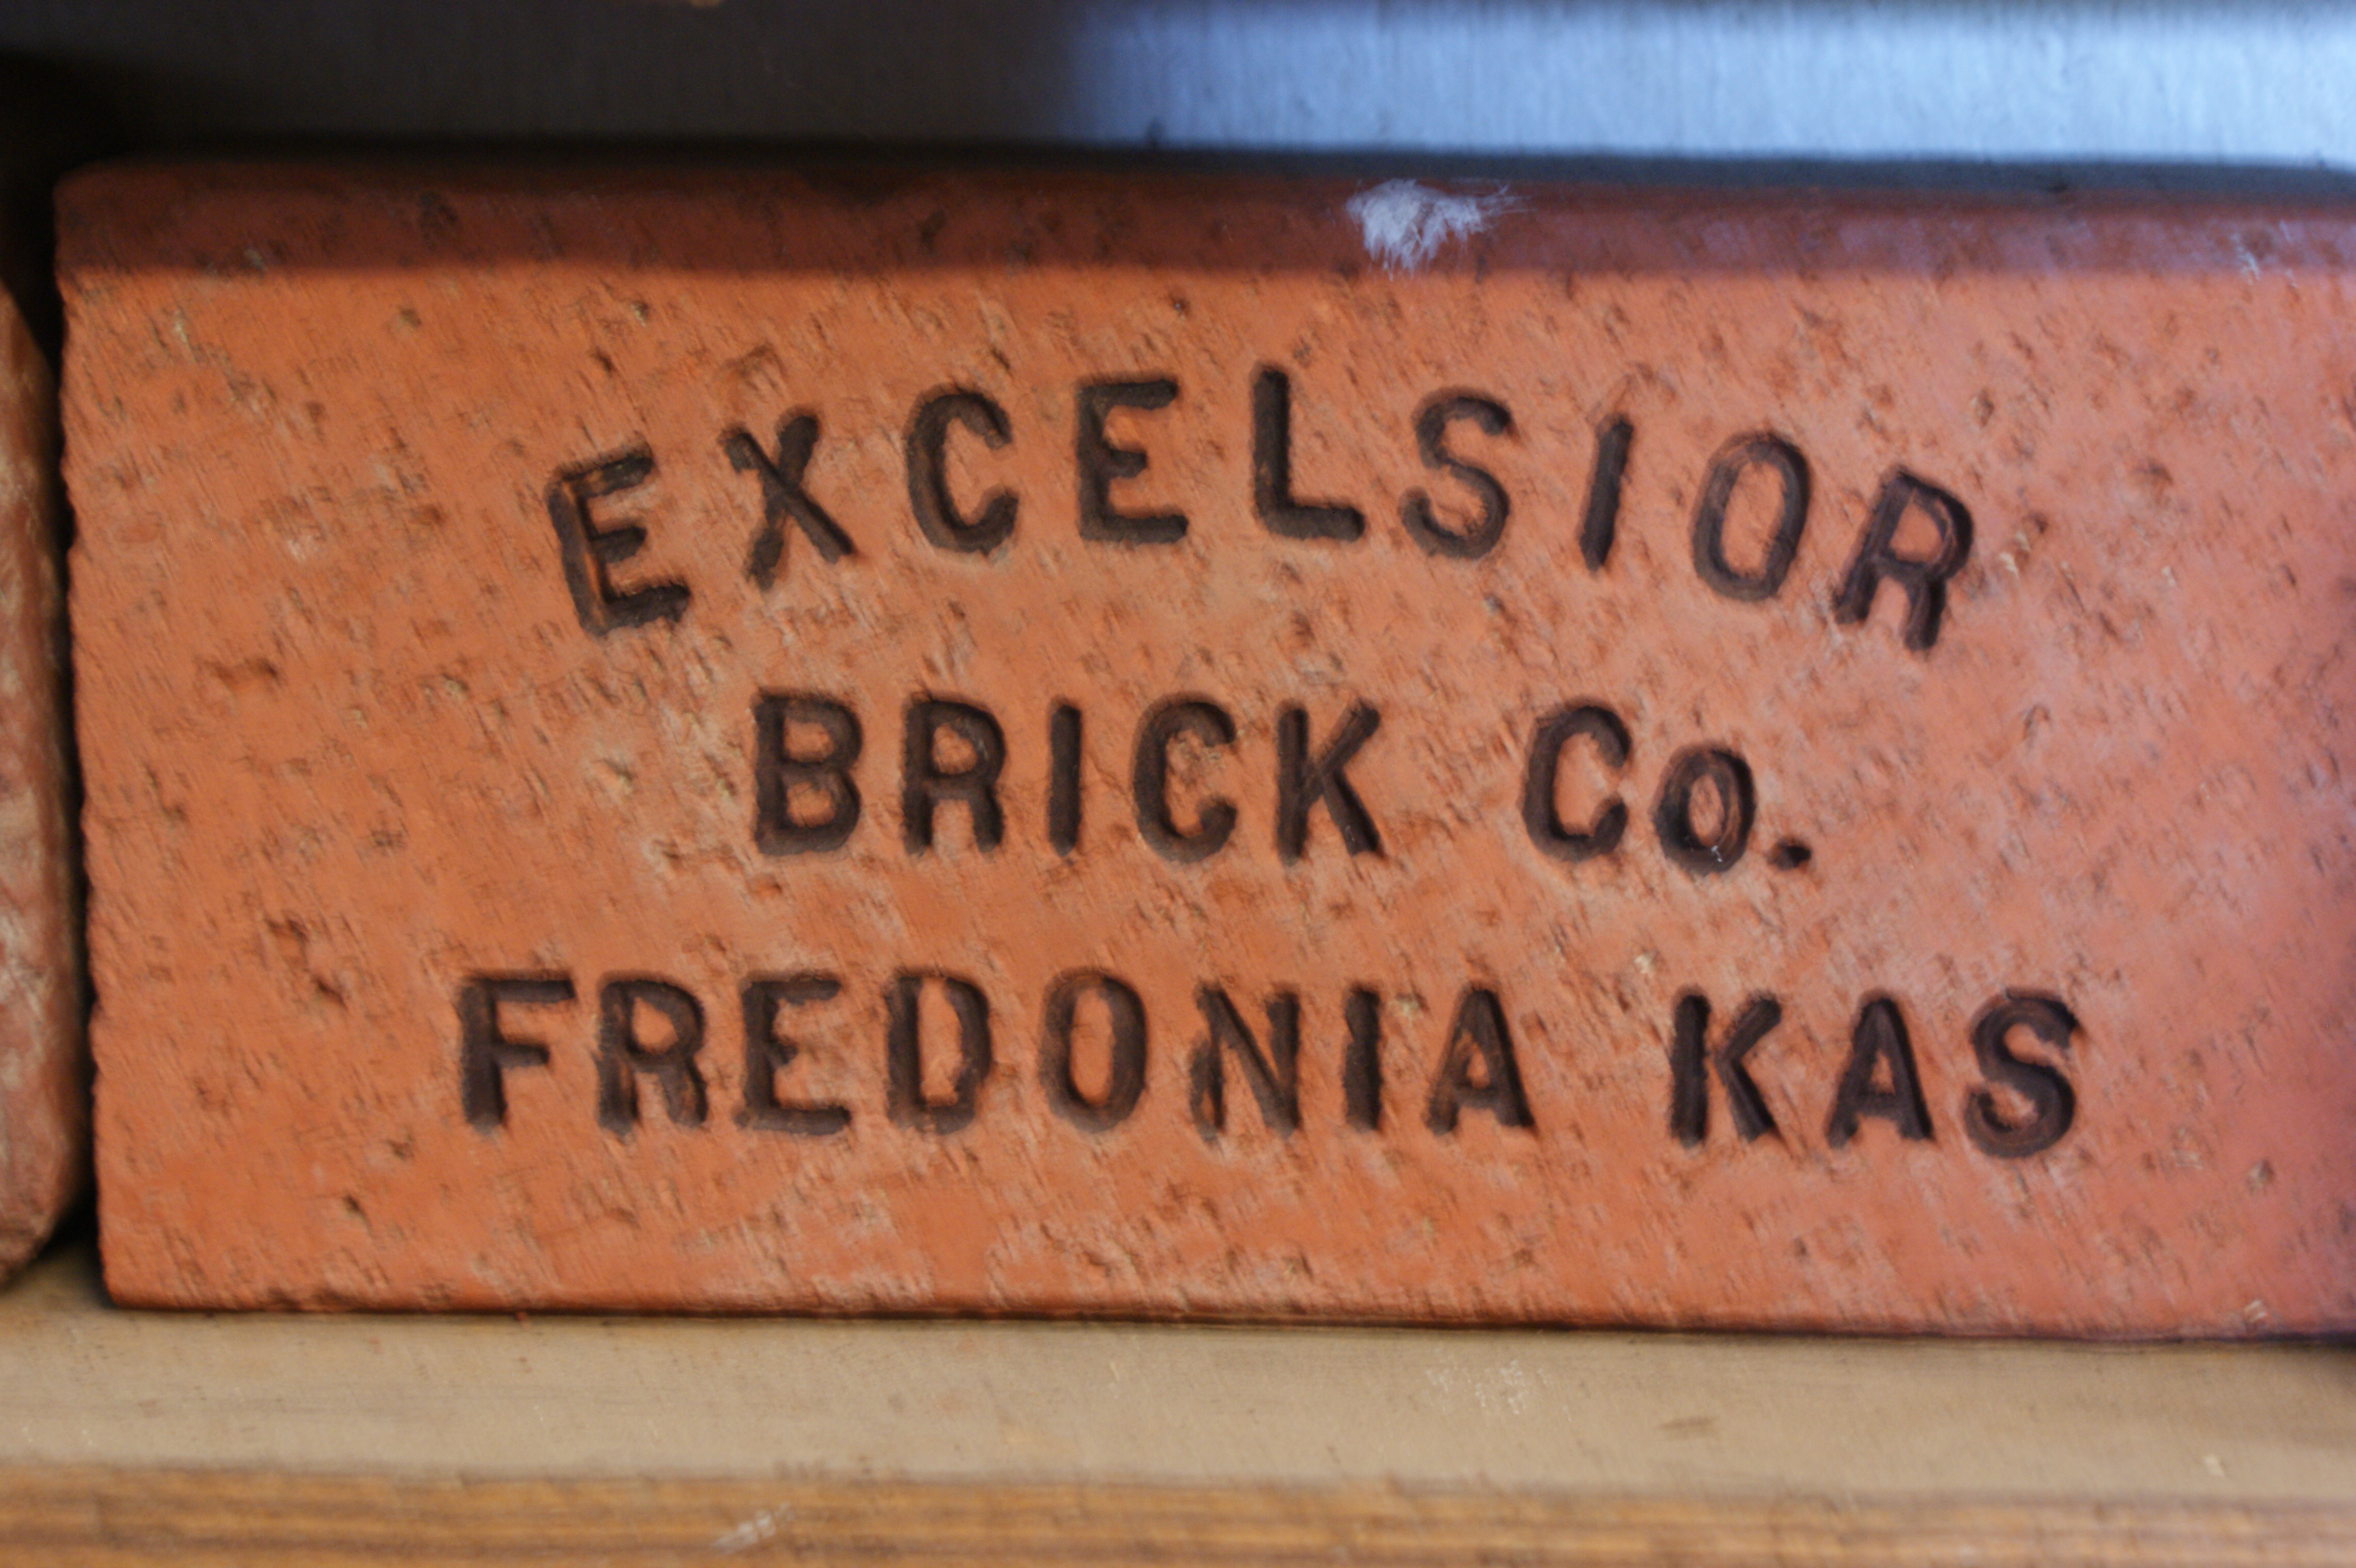 EXCELSIOR
BRICK Co.
FREDONIA KAS